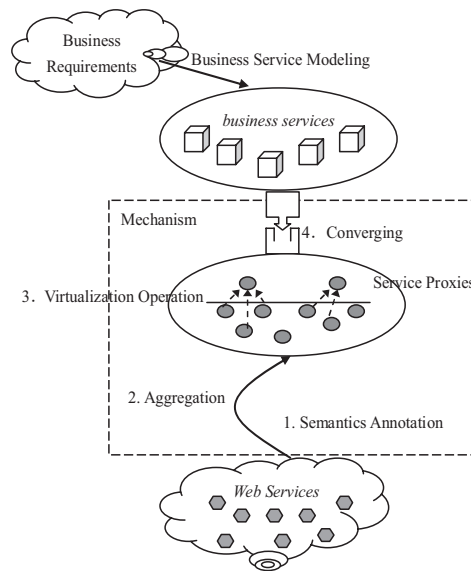 Business
Requirements
Business Service Modeling
business services
Mechanism
4. Converging
3. Virtualization Operation
Service Proxies
2. Aggregation
1. Semantics Annotation
Web Services